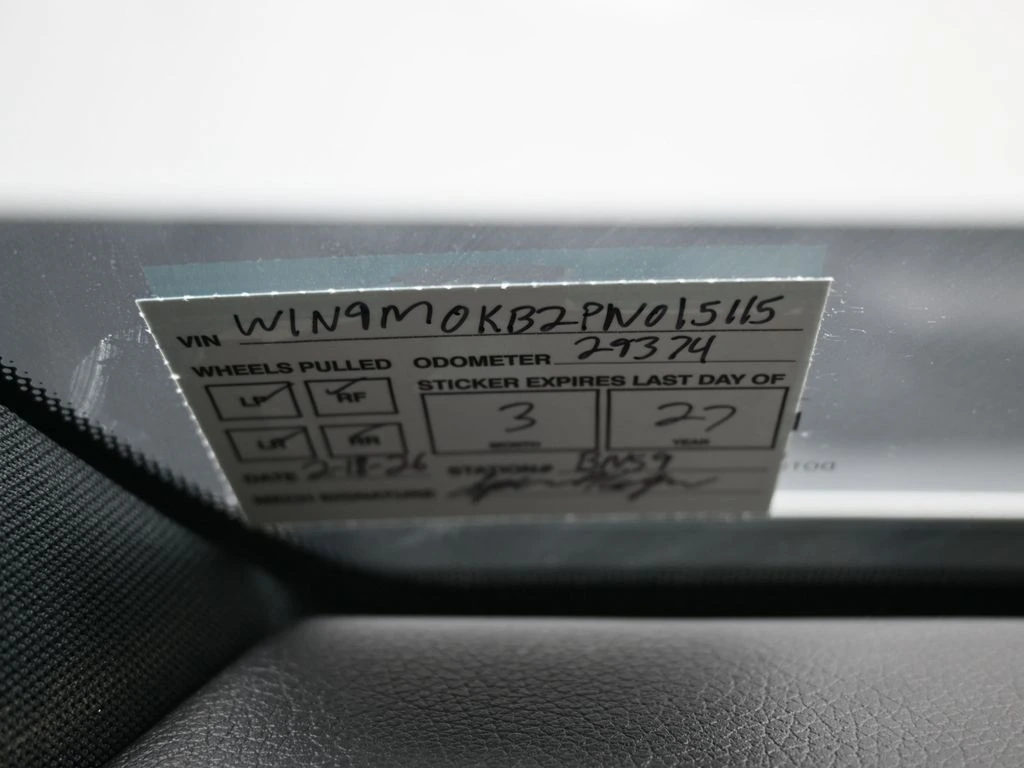 VIN W1N9M0KB2PN015115
WHEELS PULLED ODOMETER 29374
LF RF STICKER EXPIRES LAST DAY OF
LR RR 3 27
MONTH YEAR
DATE 2-18-26 STATION# BN59
MECH SIGNATURE